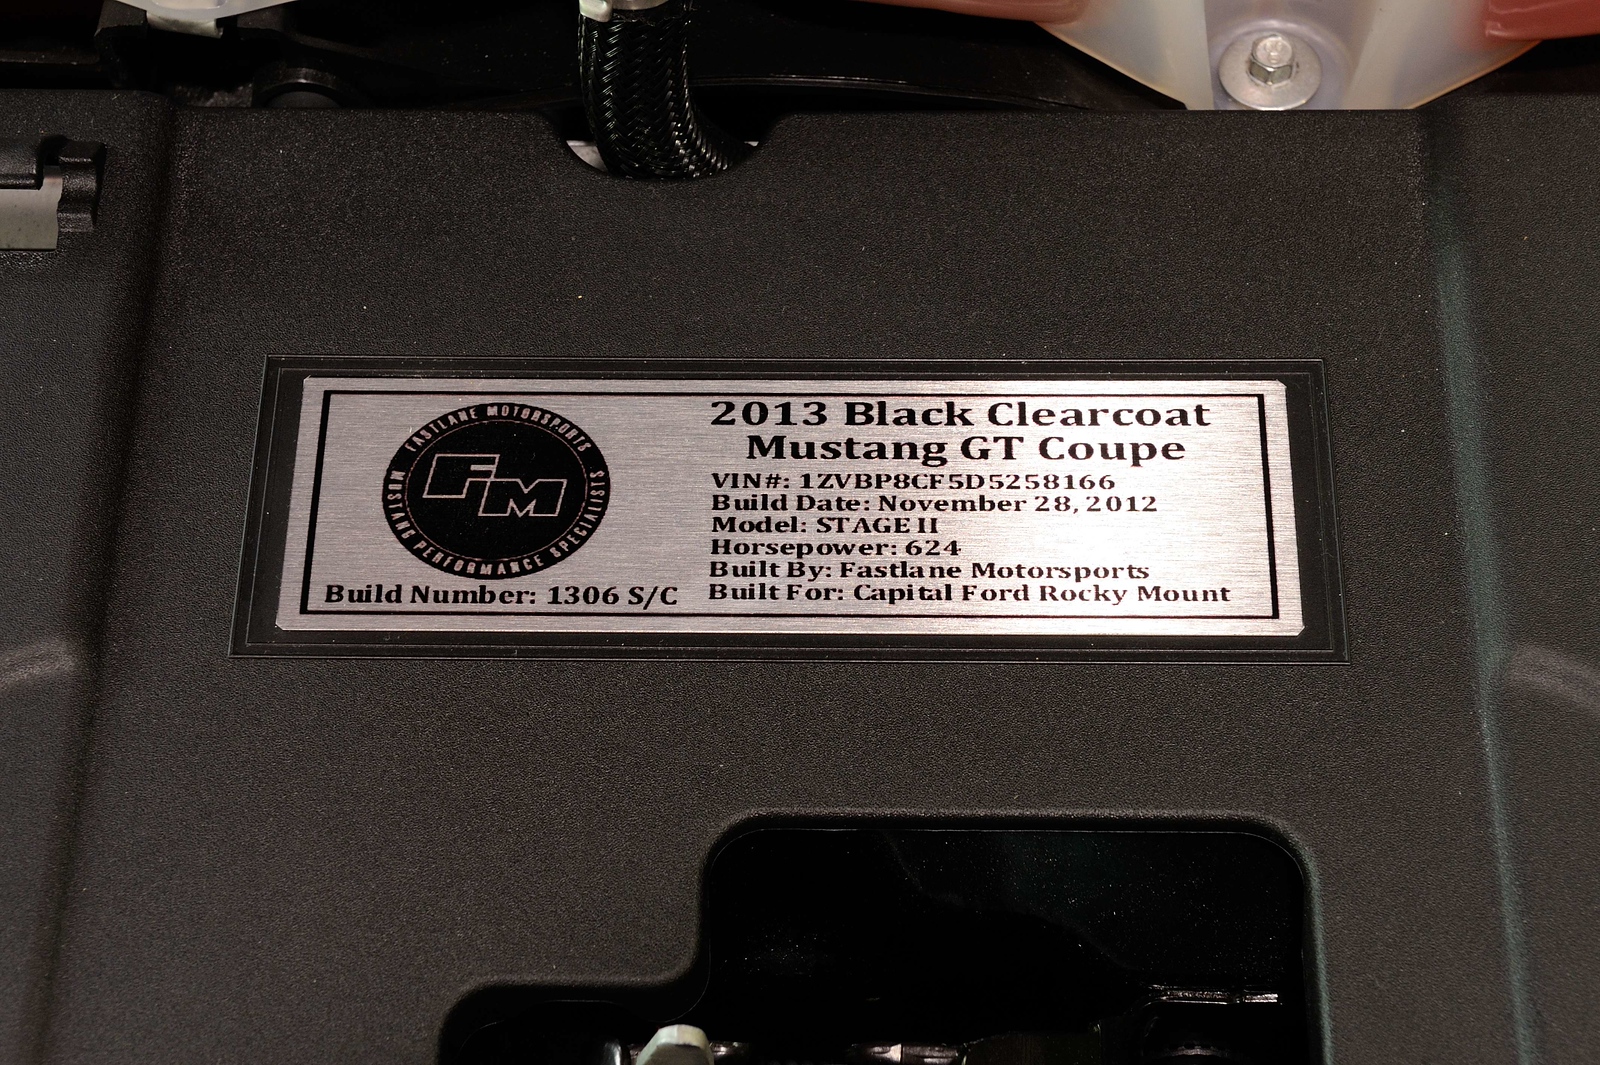 FASTLANE MOTORSPORTS
FM
MUSTANG PERFORMANCE SPECIALISTS
Build Number: 1306 S/C
2013 Black Clearcoat
Mustang GT Coupe
VIN#: 1ZVBP8CF5D5258166
Build Date: November 28, 2012
Model: STAGE II
Horsepower: 624
Built By: Fastlane Motorsports
Built For: Capital Ford Rocky Mount